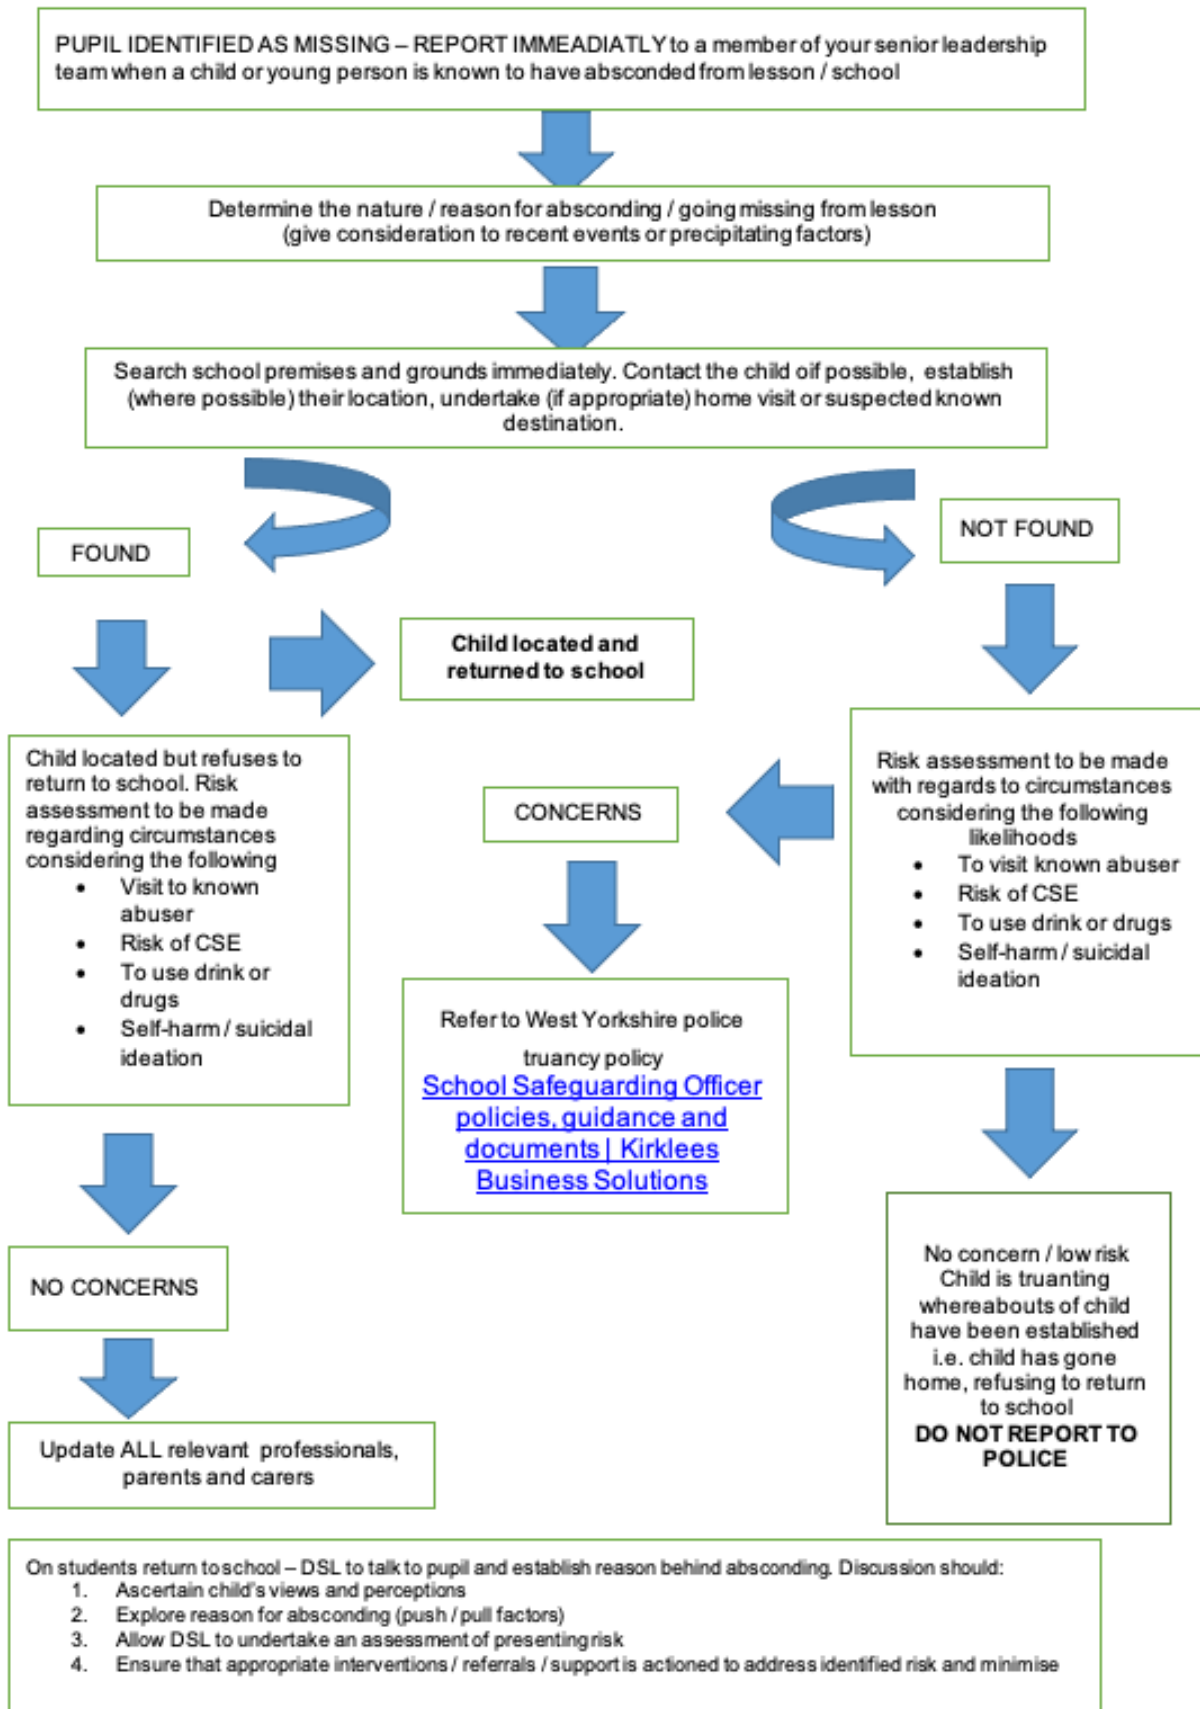 PUPIL IDENTIFIED AS MISSING – REPORT IMMEADIATLY to a member of your senior leadership
team when a child or young person is known to have absconded from lesson / school
Determine the nature / reason for absconding / going missing from lesson
(give consideration to recent events or precipitating factors)
Search school premises and grounds immediately. Contact the child oif possible, establish
(where possible) their location, undertake (if appropriate) home visit or suspected known
destination.
FOUND
NOT FOUND
Child located and
returned to school
Child located but refuses to
return to school. Risk
assessment to be made
regarding circumstances
considering the following
• Visit to known
abuser
• Risk of CSE
• To use drink or
drugs
• Self-harm / suicidal
ideation
CONCERNS
Risk assessment to be made
with regards to circumstances
considering the following
likelihoods
• To visit known abuser
• Risk of CSE
• To use drink or drugs
• Self-harm / suicidal
ideation
Refer to West Yorkshire police
truancy policy
School Safeguarding Officer
policies, guidance and
documents | Kirklees
Business Solutions
NO CONCERNS
No concern / low risk
Child is truanting
whereabouts of child
have been established
i.e. child has gone
home, refusing to return
to school
DO NOT REPORT TO
POLICE
Update ALL relevant professionals,
parents and carers
On students return to school – DSL to talk to pupil and establish reason behind absconding. Discussion should:
1. Ascertain child's views and perceptions
2. Explore reason for absconding (push / pull factors)
3. Allow DSL to undertake an assessment of presenting risk
4. Ensure that appropriate interventions / referrals / support is actioned to address identified risk and minimise